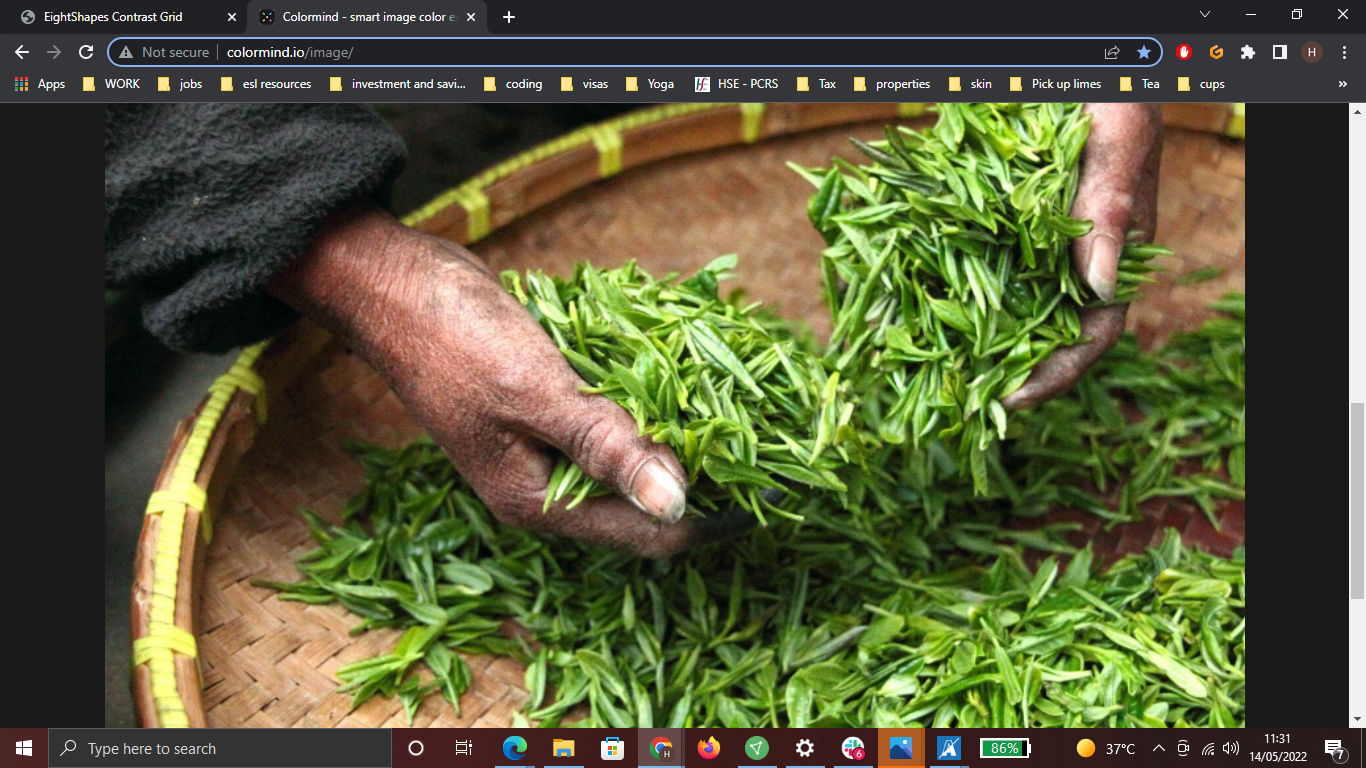 EightShapes Contrast Grid
Colormind - smart image color e
Not secure
colormind.io/image/
H
Apps
WORK
jobs
esl resources
investment and savi...
coding
visas
Yoga
HSE - PCRS
Tax
properties
skin
Pick up limes
Tea
cups
»
Type here to search
H
6
86%
37°C
11:31
14/05/2022
7